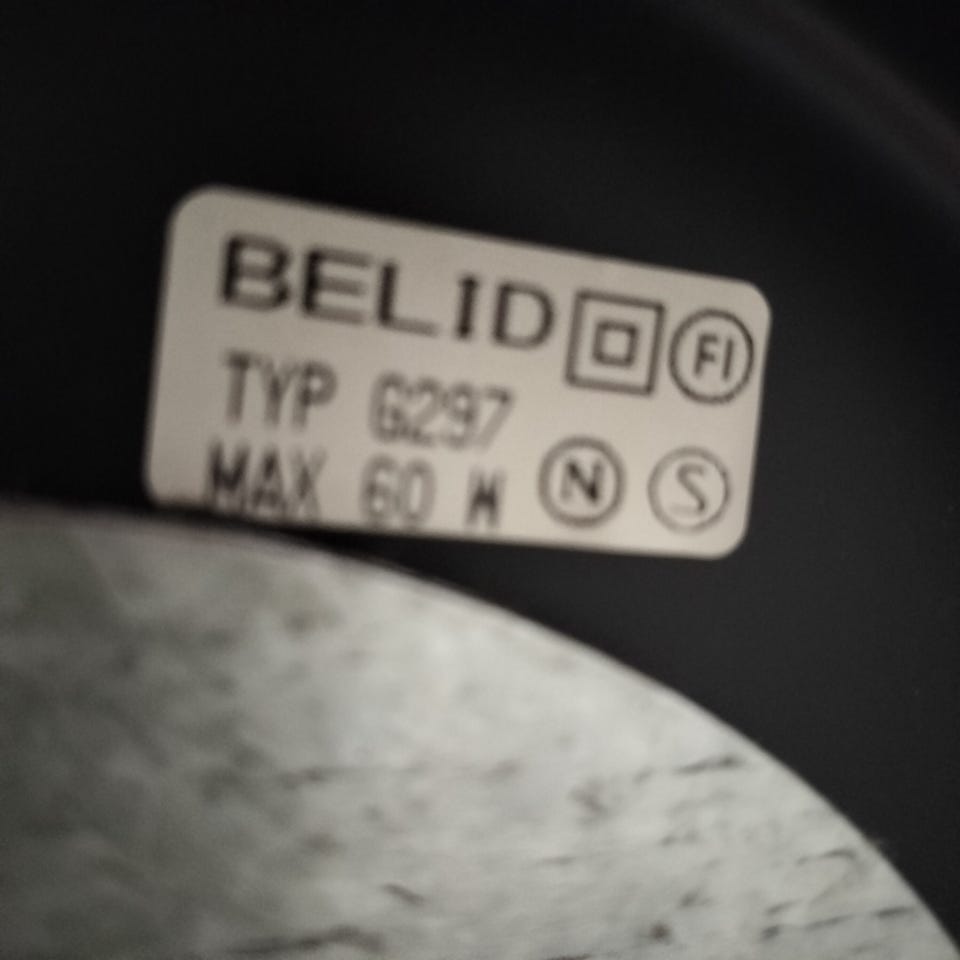 BELID FI
TYP G297
MAX 60 W N S